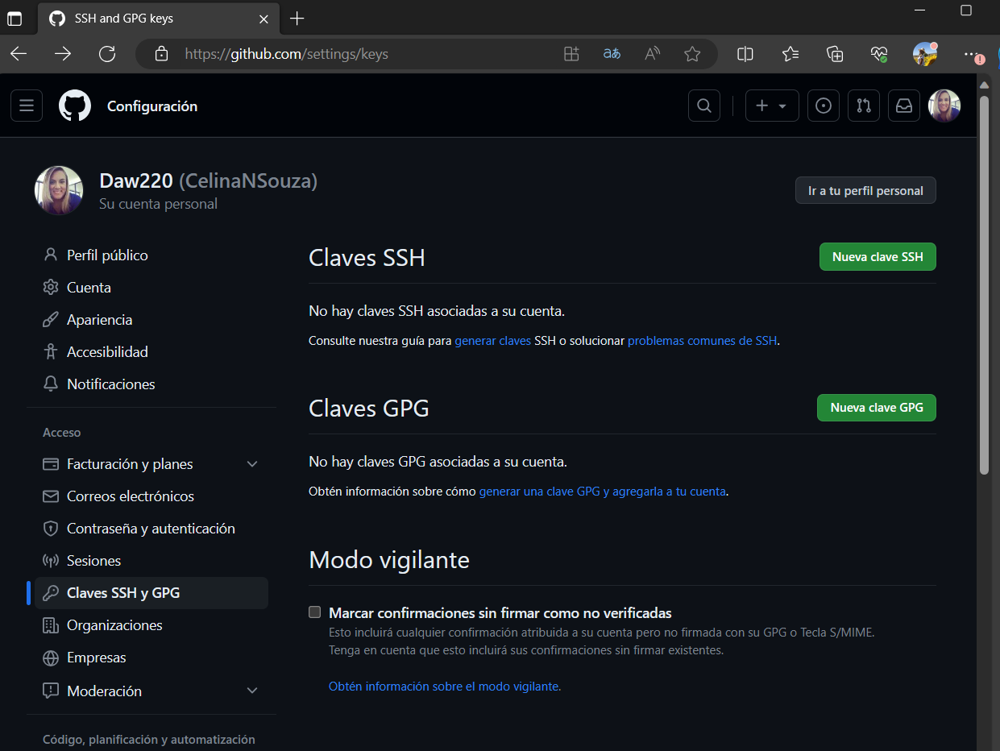 SSH and GPG keys
https://github.com/settings/keys
Configuración
Daw220 (CelinaNSouza)
Su cuenta personal
Ir a tu perfil personal
Perfil público
Cuenta
Apariencia
Accesibilidad
Notificaciones
Acceso
Facturación y planes
Correos electrónicos
Contraseña y autenticación
Sesiones
Claves SSH y GPG
Organizaciones
Empresas
Moderación
Código, planificación y automatización
Claves SSH
Nueva clave SSH
No hay claves SSH asociadas a su cuenta.
Consulte nuestra guía para generar claves SSH o solucionar problemas comunes de SSH.
Claves GPG
Nueva clave GPG
No hay claves GPG asociadas a su cuenta.
Obtén información sobre cómo generar una clave GPG y agregarla a tu cuenta.
Modo vigilante
Marcar confirmaciones sin firmar como no verificadas
Esto incluirá cualquier confirmación atribuida a su cuenta pero no firmada con su GPG o Tecla S/MIME.
Tenga en cuenta que esto incluirá sus confirmaciones sin firmar existentes.
Obtén información sobre el modo vigilante.